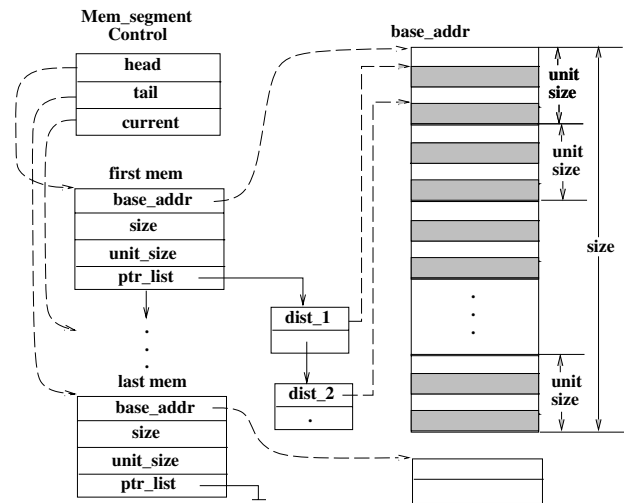 Mem_segment
Control
head
tail
current
first mem
base_addr
size
unit_size
ptr_list
last mem
base_addr
size
unit_size
ptr_list
dist_1
dist_2
base_addr
unit
size
unit
size
size
unit
size